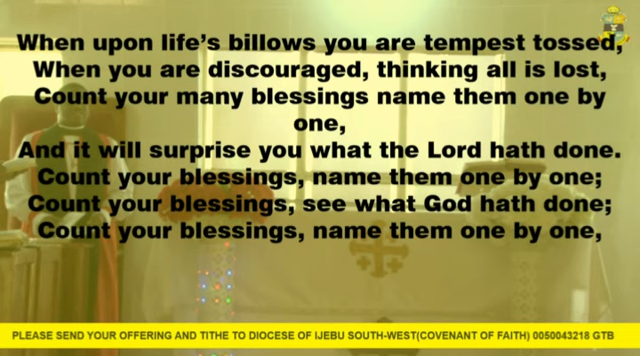 When upon life's billows you are tempest tossed,
When you are discouraged, thinking all is lost,
Count your many blessings name them one by
one,
And it will surprise you what the Lord hath done.
Count your blessings, name them one by one;
Count your blessings, see what God hath done;
Count your blessings, name them one by one,
PLEASE SEND YOUR OFFERING AND TITHE TO DIOCESE OF IJEBU SOUTH-WEST(COVENANT OF FAITH) 0050043218 GTB